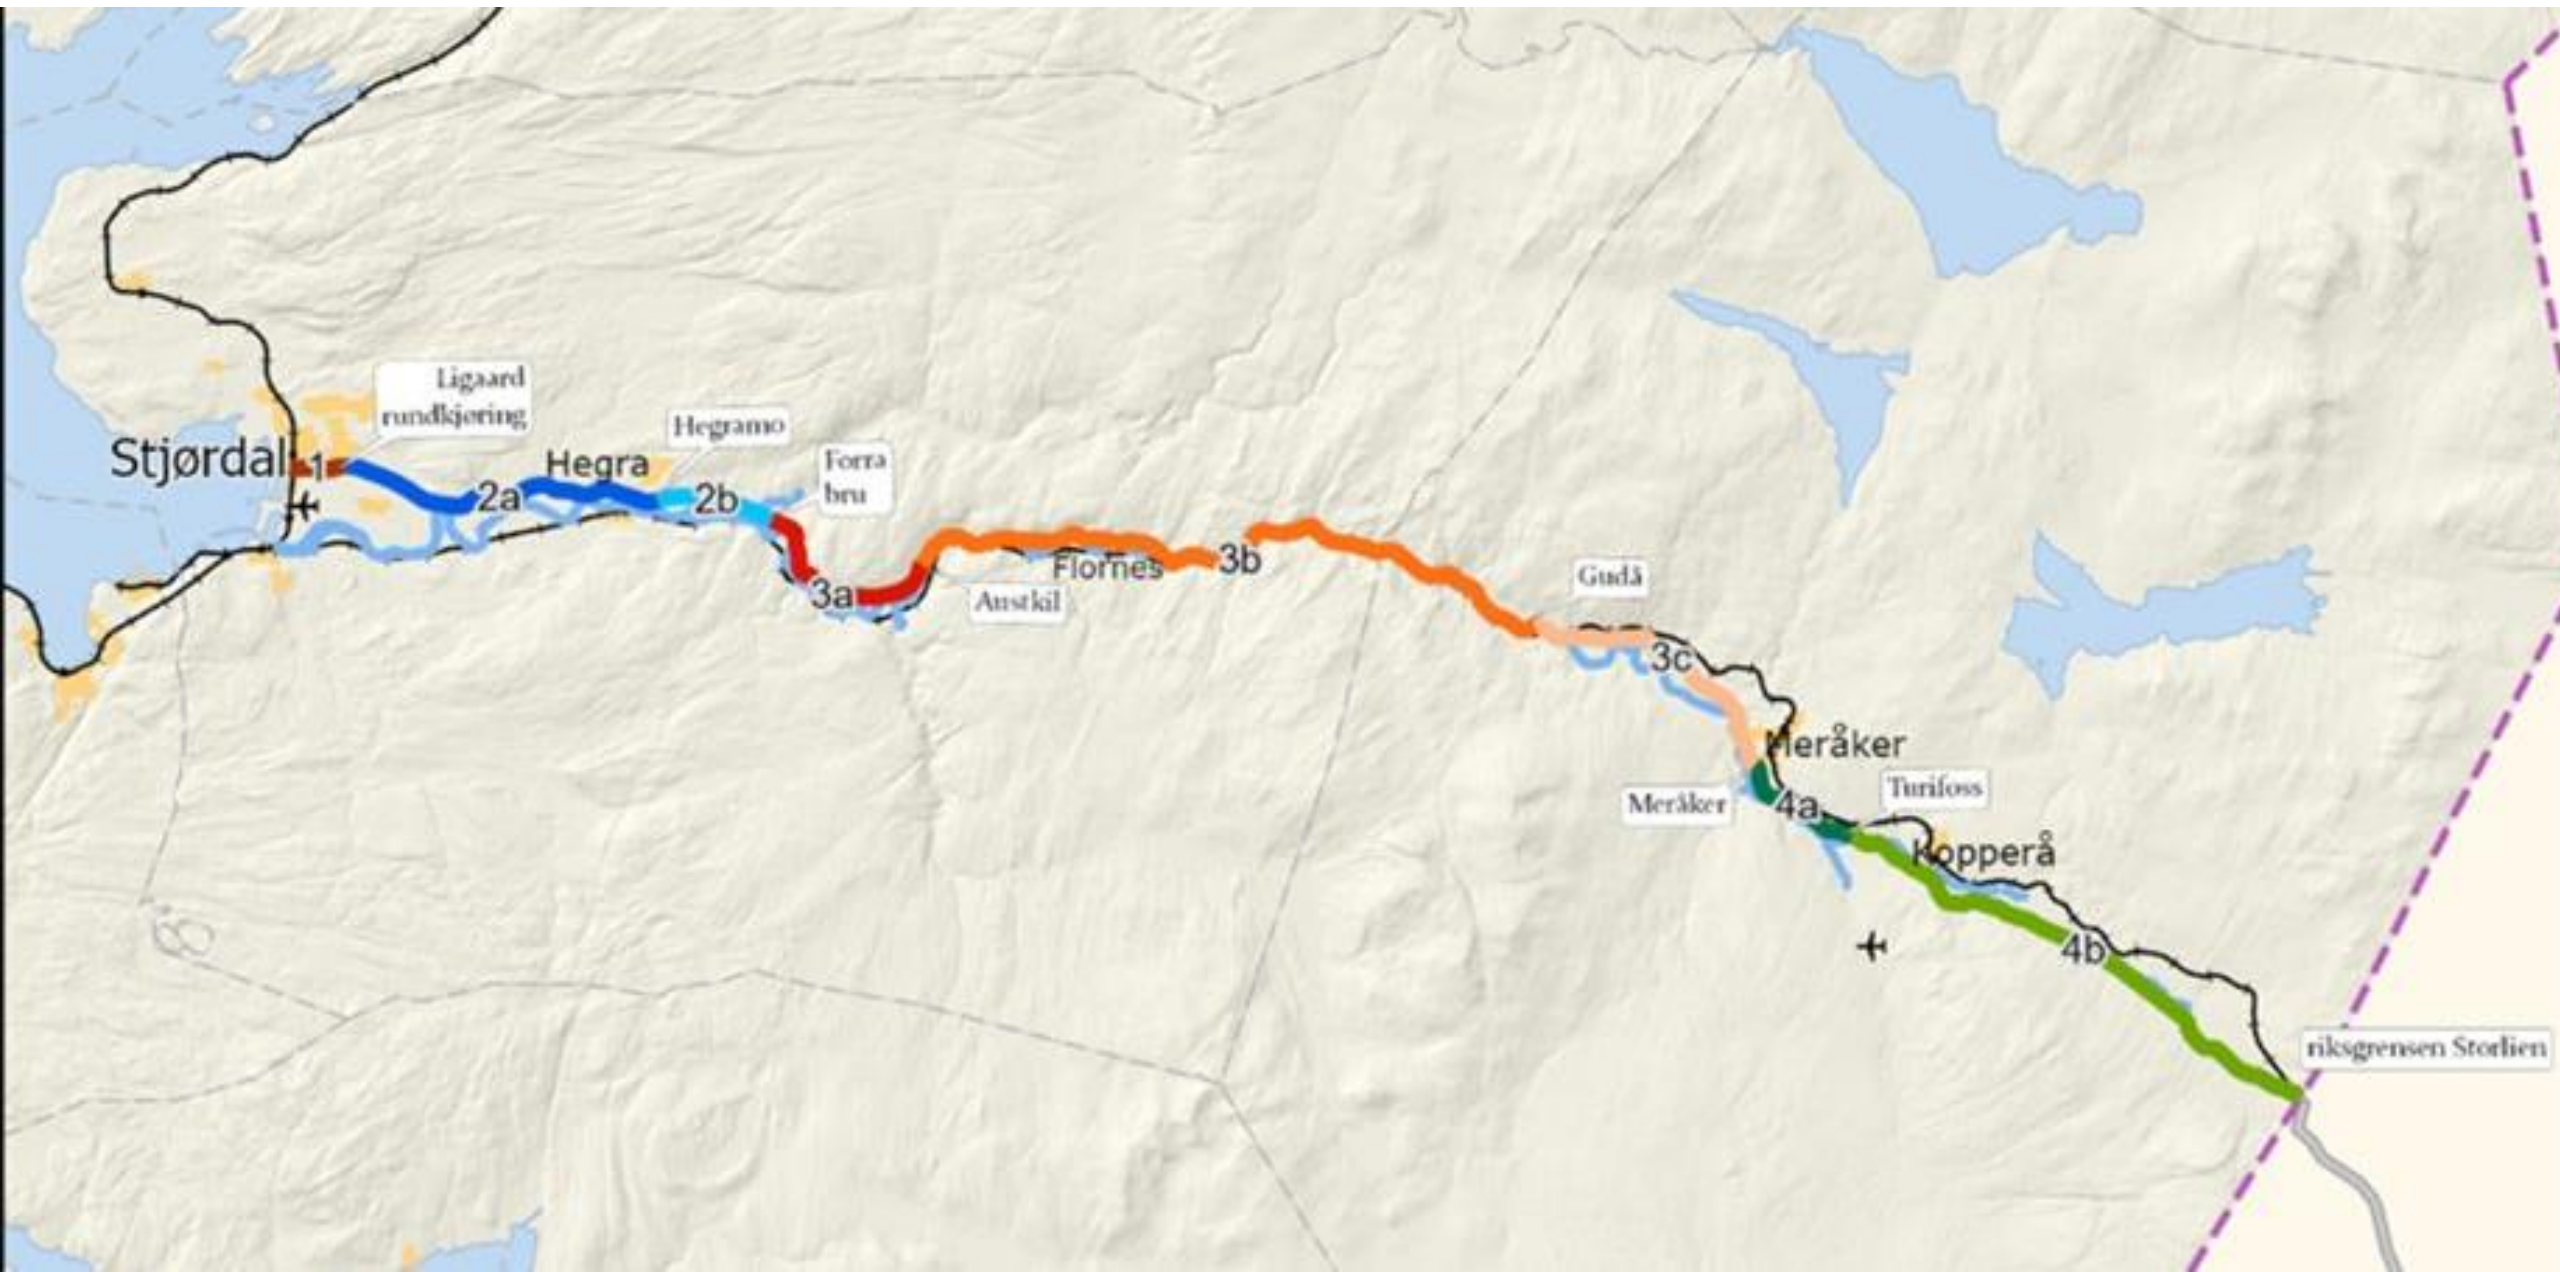 Ligaard
rundkjøring
Stjørdal
1
2a
Hegra
Hegramo
2b
Forra
bru
3a
Austkil
Flornes
3b
Gudå
3c
Meråker
Meråker
4a
Turifoss
Kopperå
4b
riksgrensen Storlien